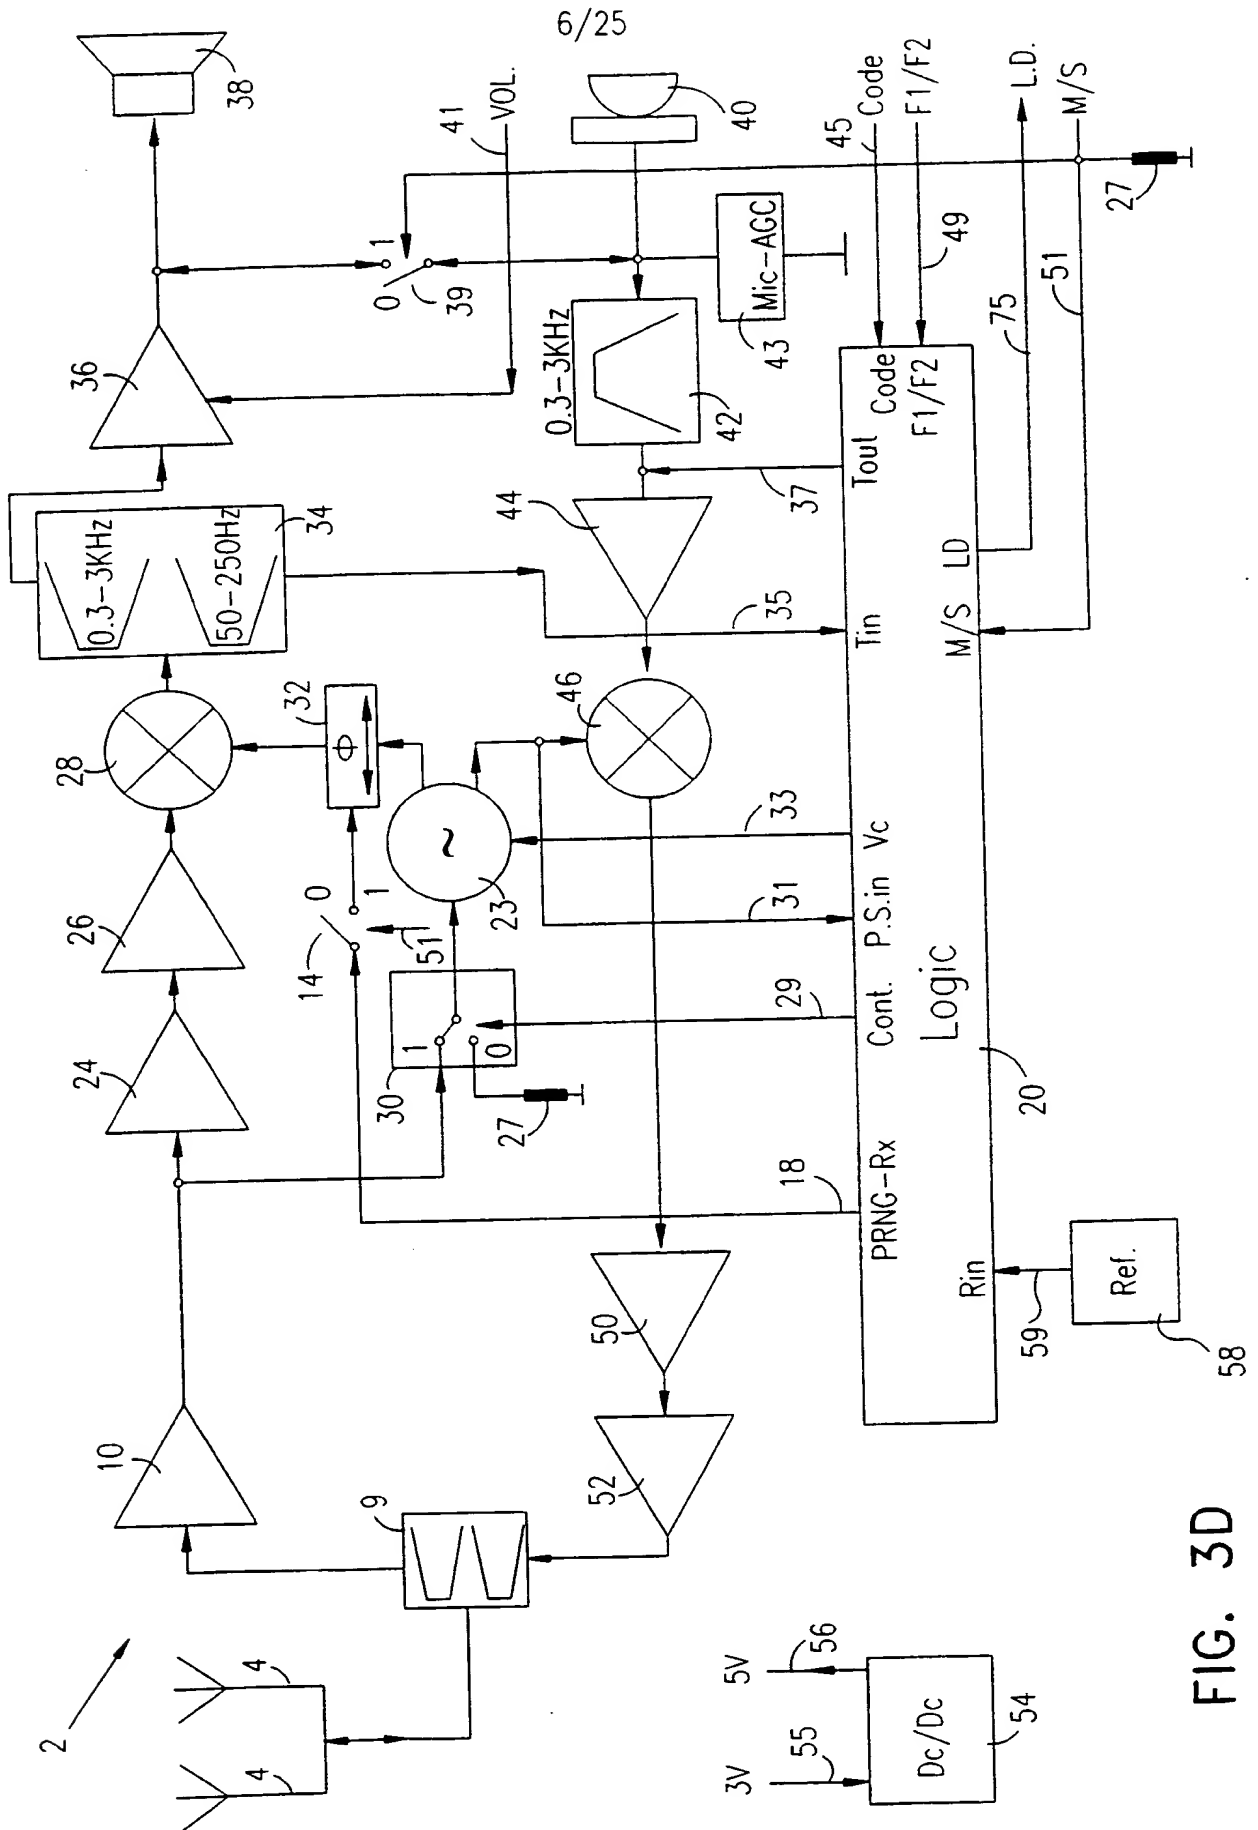 6/25
2
4
4
9
10
24
26
28
0.3-3KHz
50-250Hz
34
36
38
41
VOL.
40
0
1
39
0.3-3KHz
42
Mic-AGC
43
44
37
35
46
32
Φ
14
0
1
51
~
23
30
1
0
27
33
31
29
18
50
52
45
Code
F1/F2
49
L.D.
M/S
27
51
75
PRNG-Rx
Cont.
P.S.in
Vc
Tin
Tout
Code
F1/F2
Rin
Logic
M/S
LD
20
59
Ref.
58
3V
55
5V
56
Dc/Dc
54
FIG. 3D